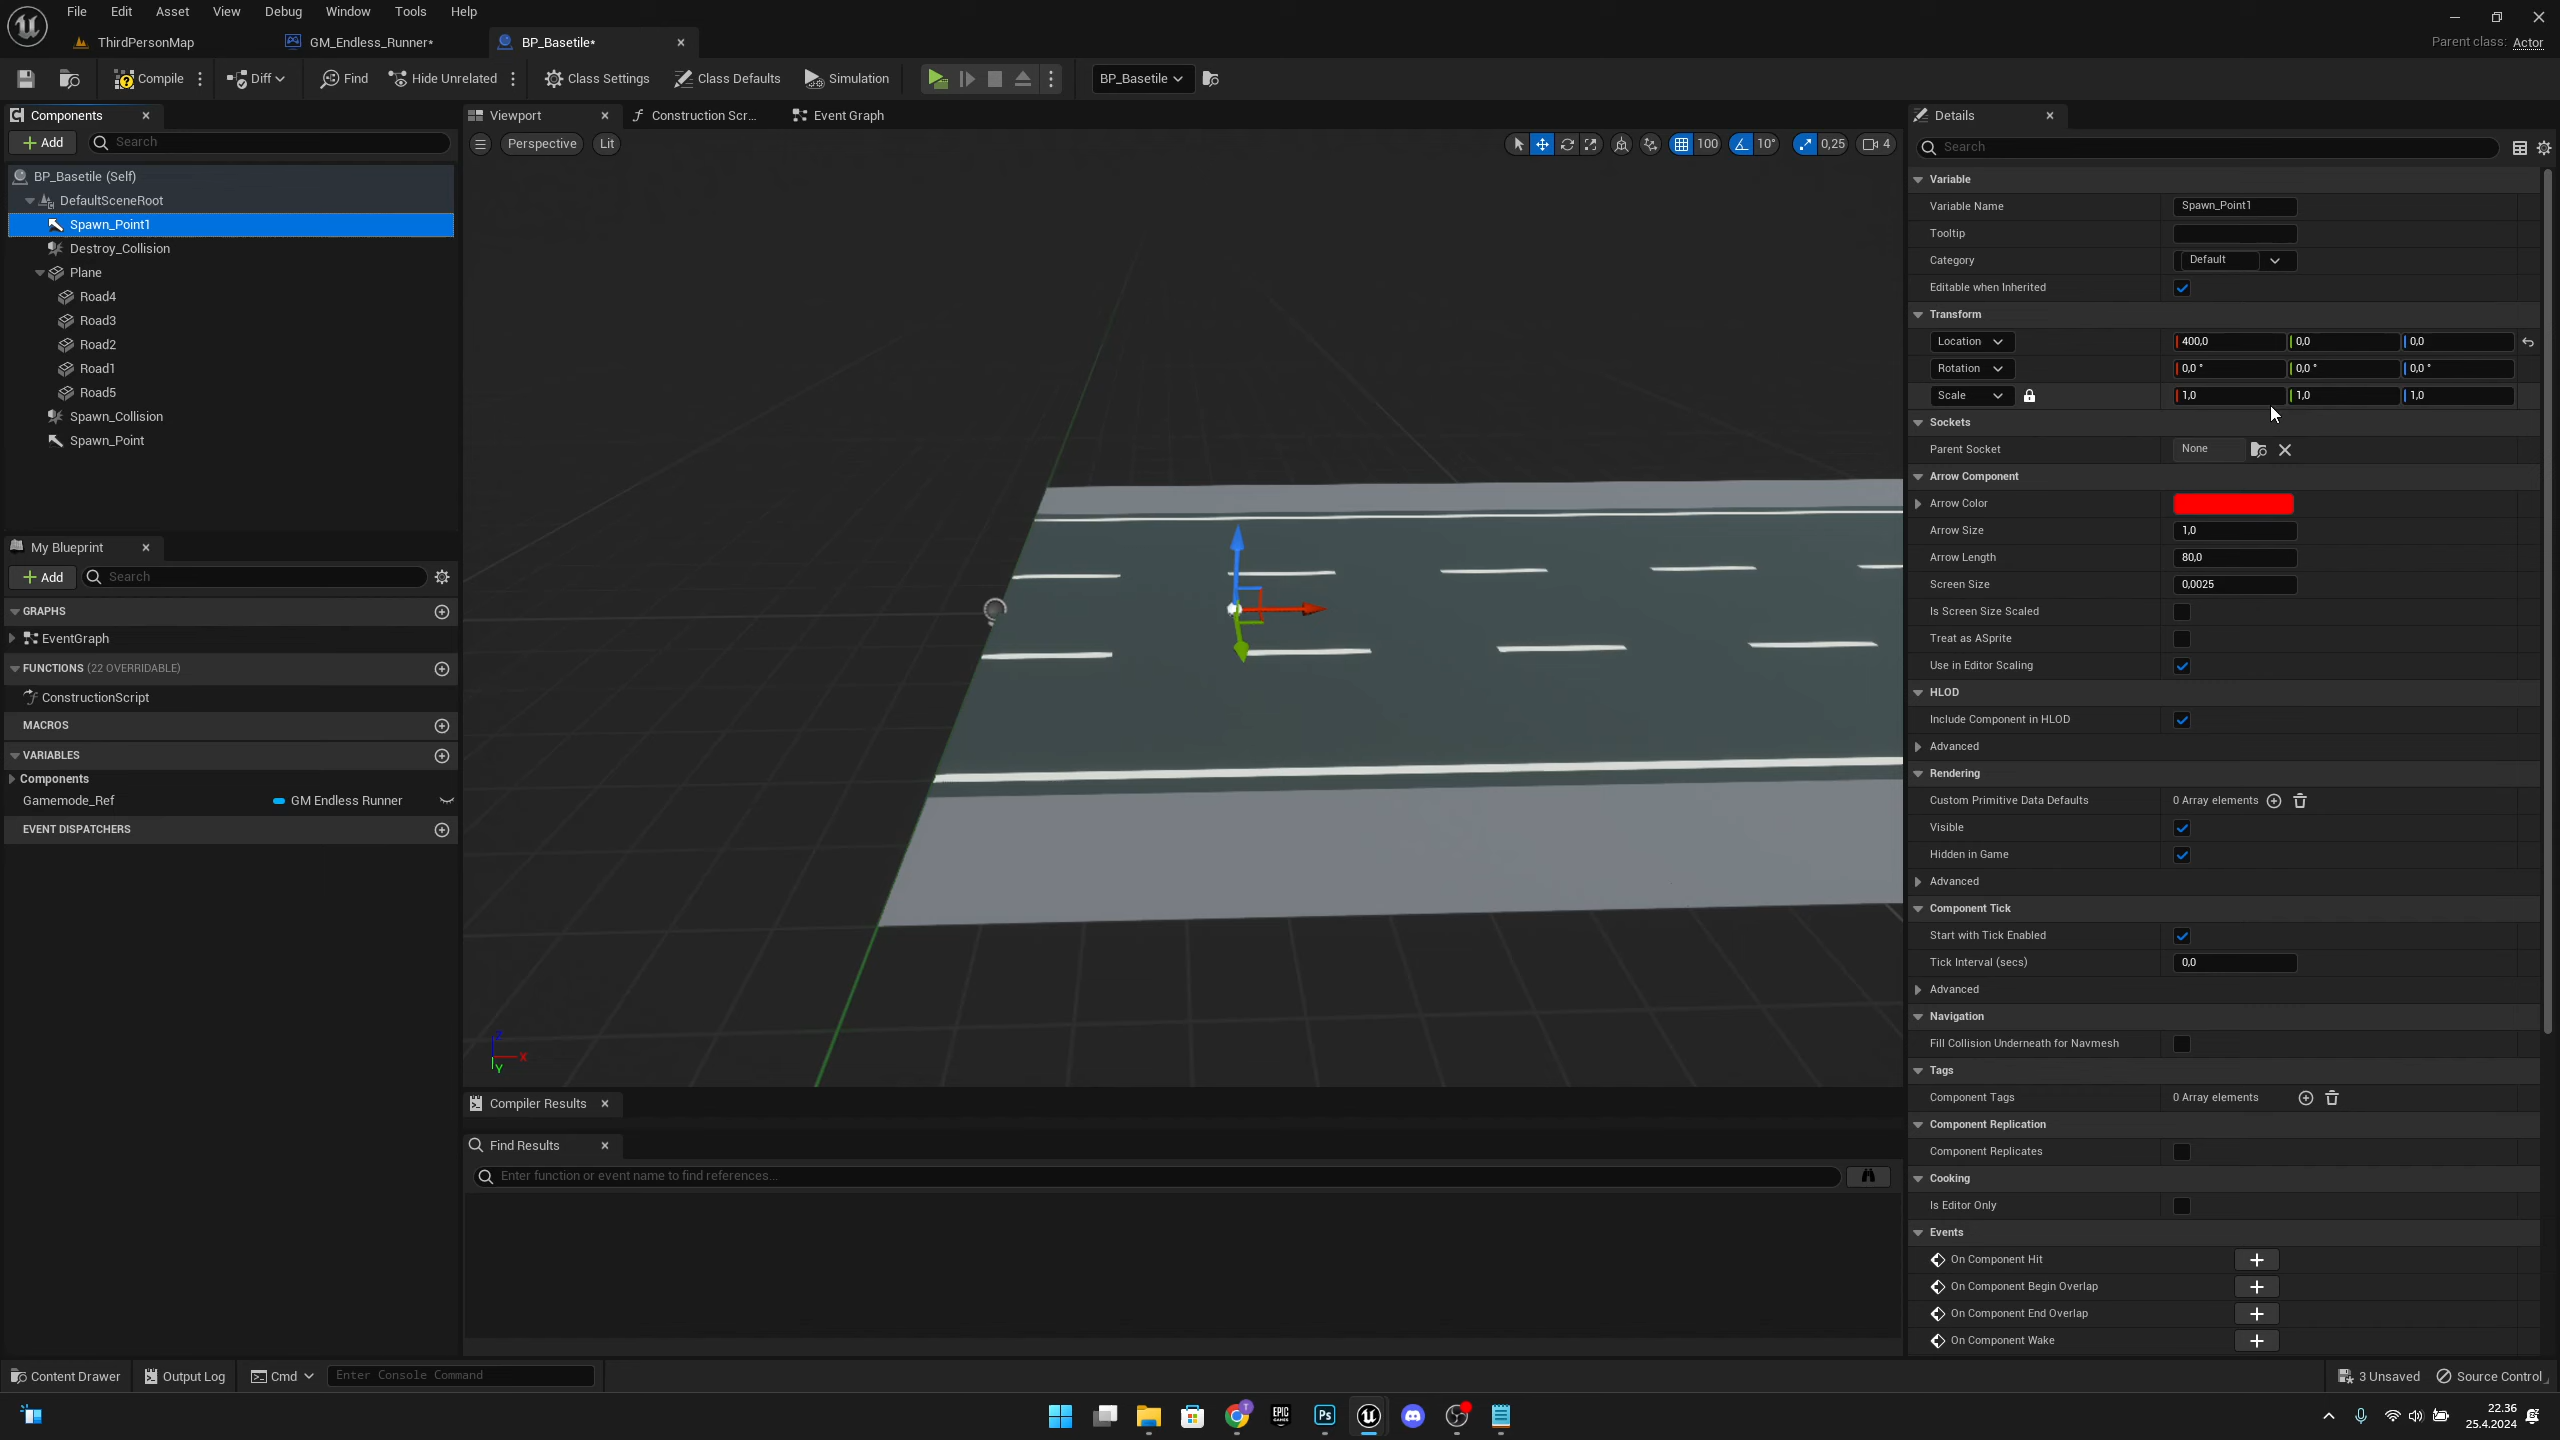 File Edit Asset View Debug Window Tools Help
ThirdPersonMap GM_Endless_Runner* BP_Basetile* Parent class: Actor
Compile Diff Find Hide Unrelated Class Settings Class Defaults Simulation BP_Basetile
Components
Add Search
BP_Basetile (Self)
DefaultSceneRoot
Spawn_Point1
Destroy_Collision
Plane
Road4
Road3
Road2
Road1
Road5
Spawn_Collision
Spawn_Point
My Blueprint
Add Search
GRAPHS
EventGraph
FUNCTIONS (22 OVERRIDABLE)
ConstructionScript
MACROS
VARIABLES
Components
Gamemode_Ref GM Endless Runner
EVENT DISPATCHERS
Viewport Construction Scr... Event Graph
Perspective Lit 100 10° 0,25 4
Z
X
Y
Compiler Results
Find Results
Enter function or event name to find references...
Details
Search
Variable
Variable Name Spawn_Point1
Tooltip
Category Default
Editable when Inherited
Transform
Location 400,0 0,0 0,0
Rotation 0,0 ° 0,0 ° 0,0 °
Scale 1,0 1,0 1,0
Sockets
Parent Socket None
Arrow Component
Arrow Color
Arrow Size 1,0
Arrow Length 80,0
Screen Size 0,0025
Is Screen Size Scaled
Treat as ASprite
Use in Editor Scaling
HLOD
Include Component in HLOD
Advanced
Rendering
Custom Primitive Data Defaults 0 Array elements
Visible
Hidden in Game
Advanced
Component Tick
Start with Tick Enabled
Tick Interval (secs) 0,0
Advanced
Navigation
Fill Collision Underneath for Navmesh
Tags
Component Tags 0 Array elements
Component Replication
Component Replicates
Cooking
Is Editor Only
Events
On Component Hit
On Component Begin Overlap
On Component End Overlap
On Component Wake
Content Drawer Output Log Cmd Enter Console Command 3 Unsaved Source Control
T EPIC GAMES Ps
22.36
25.4.2024